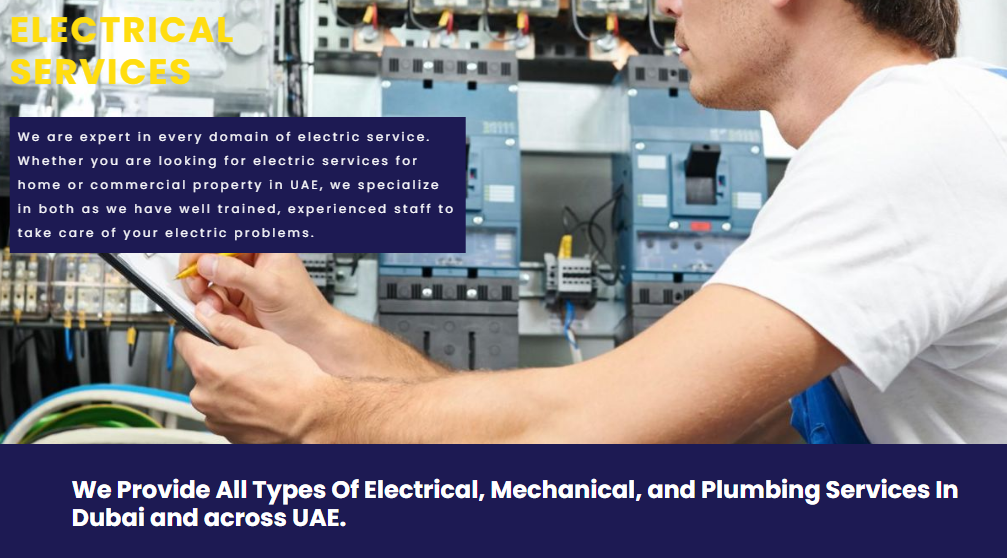 ELECTRICAL
SERVICES
We are expert in every domain of electric service.
Whether you are looking for electric services for
home or commercial property in UAE, we specialize
in both as we have well trained, experienced staff to
take care of your electric problems.
We Provide All Types Of Electrical, Mechanical, and Plumbing Services In
Dubai and across UAE.